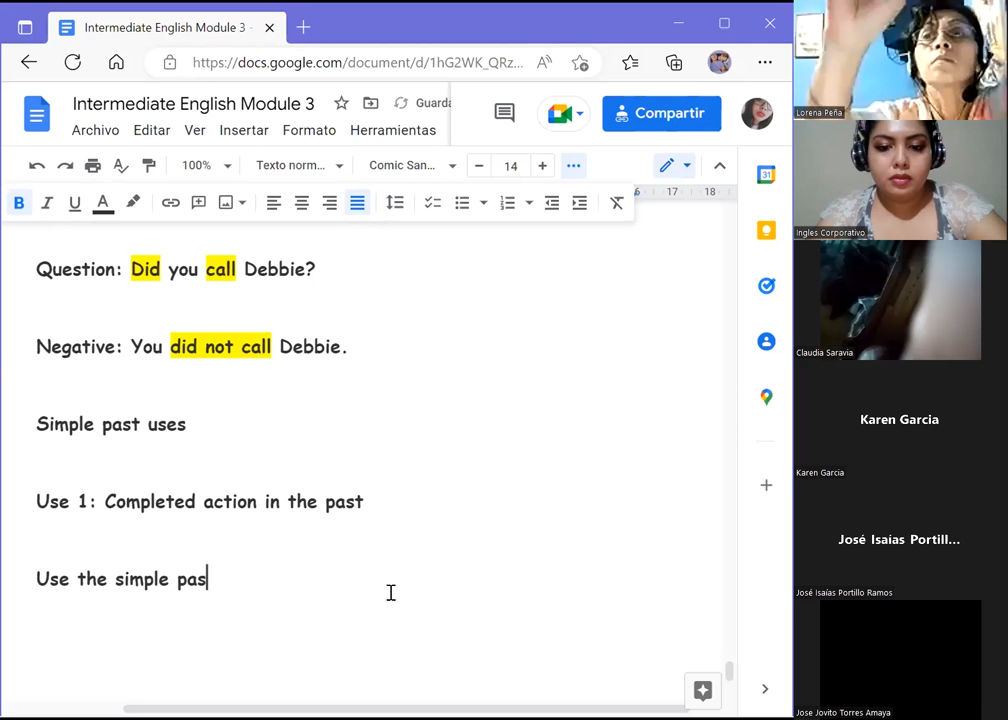 Intermediate English Module 3 -
https://docs.google.com/document/d/1hG2WK_QRz...
Intermediate English Module 3
Guarda
Archivo Editar Ver Insertar Formato Herramientas
Compartir
100% Texto norm... Comic San... 14
16 17 18
Question: Did you call Debbie?
Negative: You did not call Debbie.
Simple past uses
Use 1: Completed action in the past
Use the simple pas
Lorena Peña
Ingles Corporativo
Claudia Saravia
Karen Garcia
Karen Garcia
José Isaías Portill...
José Isaías Portillo Ramos
Jose Jovito Torres Amaya